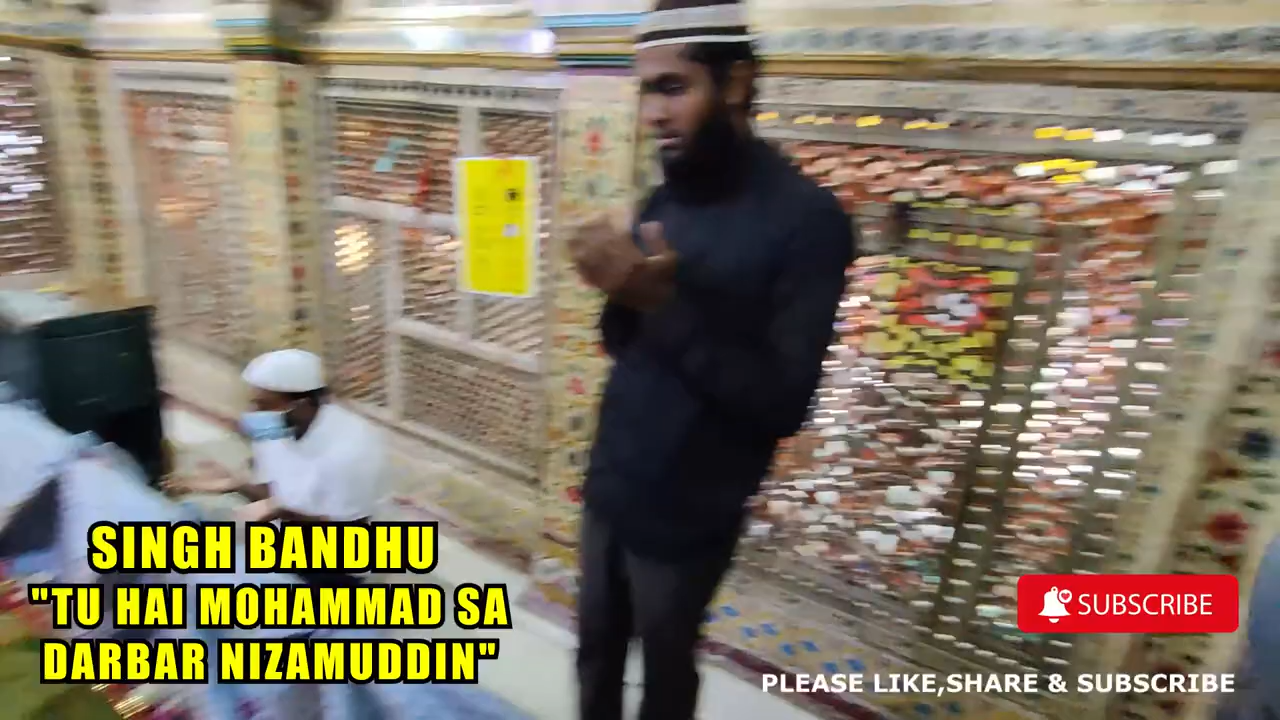 SINGH BANDHU
"TU HAI MOHAMMAD SA
DARBAR NIZAMUDDIN"
SUBSCRIBE
PLEASE LIKE,SHARE & SUBSCRIBE